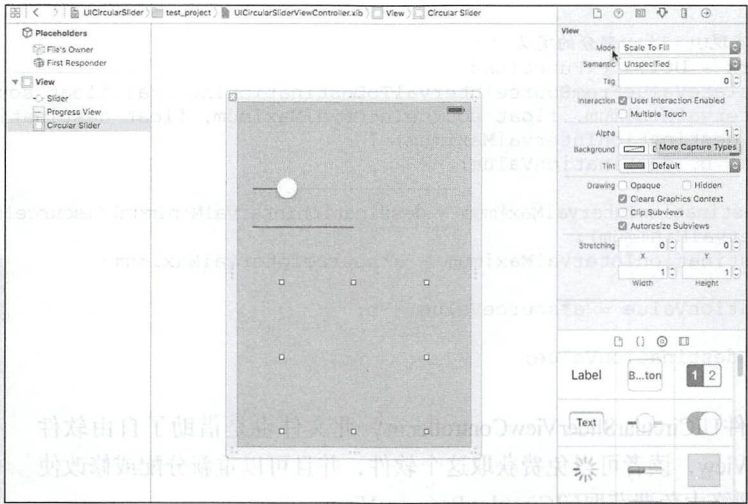 UICircularSlider
test_project
UICircularSliderViewController.xib
View
Circular Slider
Placeholders
File's Owner
First Responder
View
Slider
Progress View
Circular Slider
View
Mode Scale To Fill
Semantic Unspecified
Tag 0
Interaction User Interaction Enabled
Multiple Touch
Alpha 1
Background
More Capture Types
Tint Default
Drawing Opaque Hidden
Clears Graphics Context
Clip Subviews
Autoresize Subviews
Stretching 0 0
X Y
1 1
Width Height
Label B...ton 1 2
Text